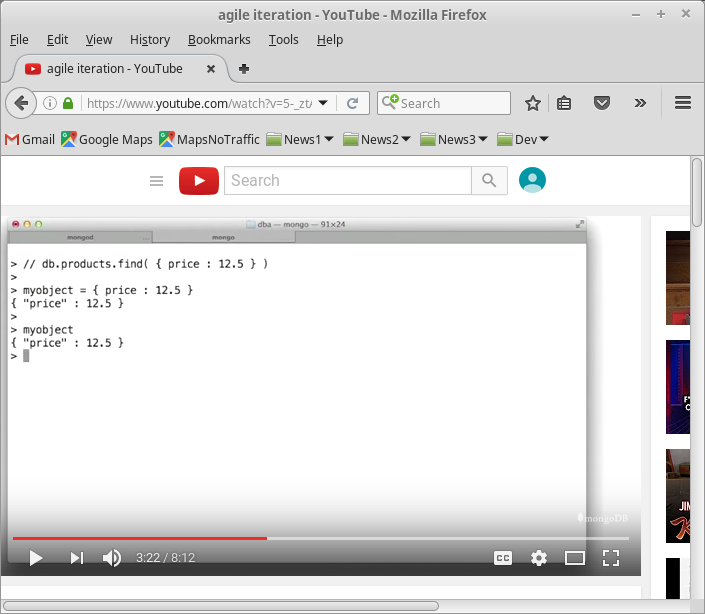 agile iteration - YouTube - Mozilla Firefox
File Edit View History Bookmarks Tools Help
agile iteration - YouTube
https://www.youtube.com/watch?v=5-_zt
Search
Gmail Google Maps MapsNoTraffic News1 News2 News3 Dev
Search
dba — mongo — 91×24
mongod mongo
> // db.products.find( { price : 12.5 } )
>
> myobject = { price : 12.5 }
{ "price" : 12.5 }
>
> myobject
{ "price" : 12.5 }
>
mongoDB
3:22 / 8:12
CC
JIM